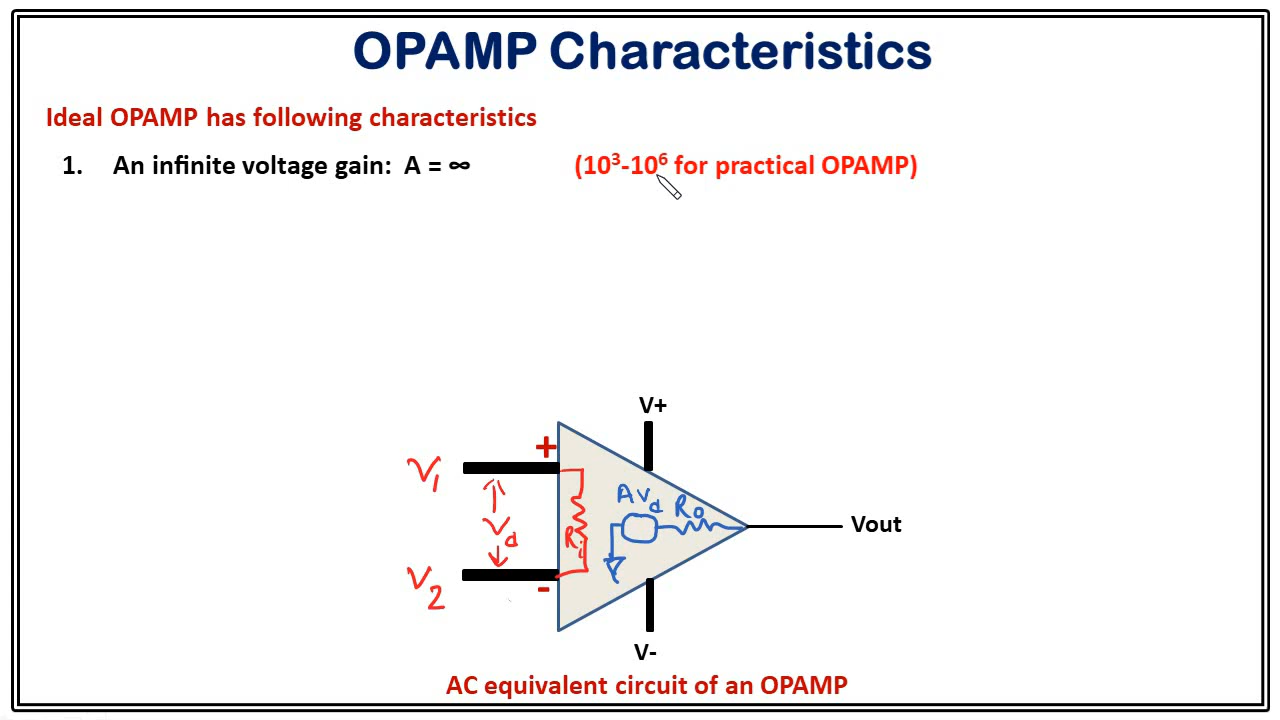 OPAMP Characteristics
Ideal OPAMP has following characteristics
1. An infinite voltage gain: A = ∞ (10³-10⁶ for practical OPAMP)
V+
+
V₁
AVd Ro
Vd
Ri
Vout
V₂
-
V-
AC equivalent circuit of an OPAMP